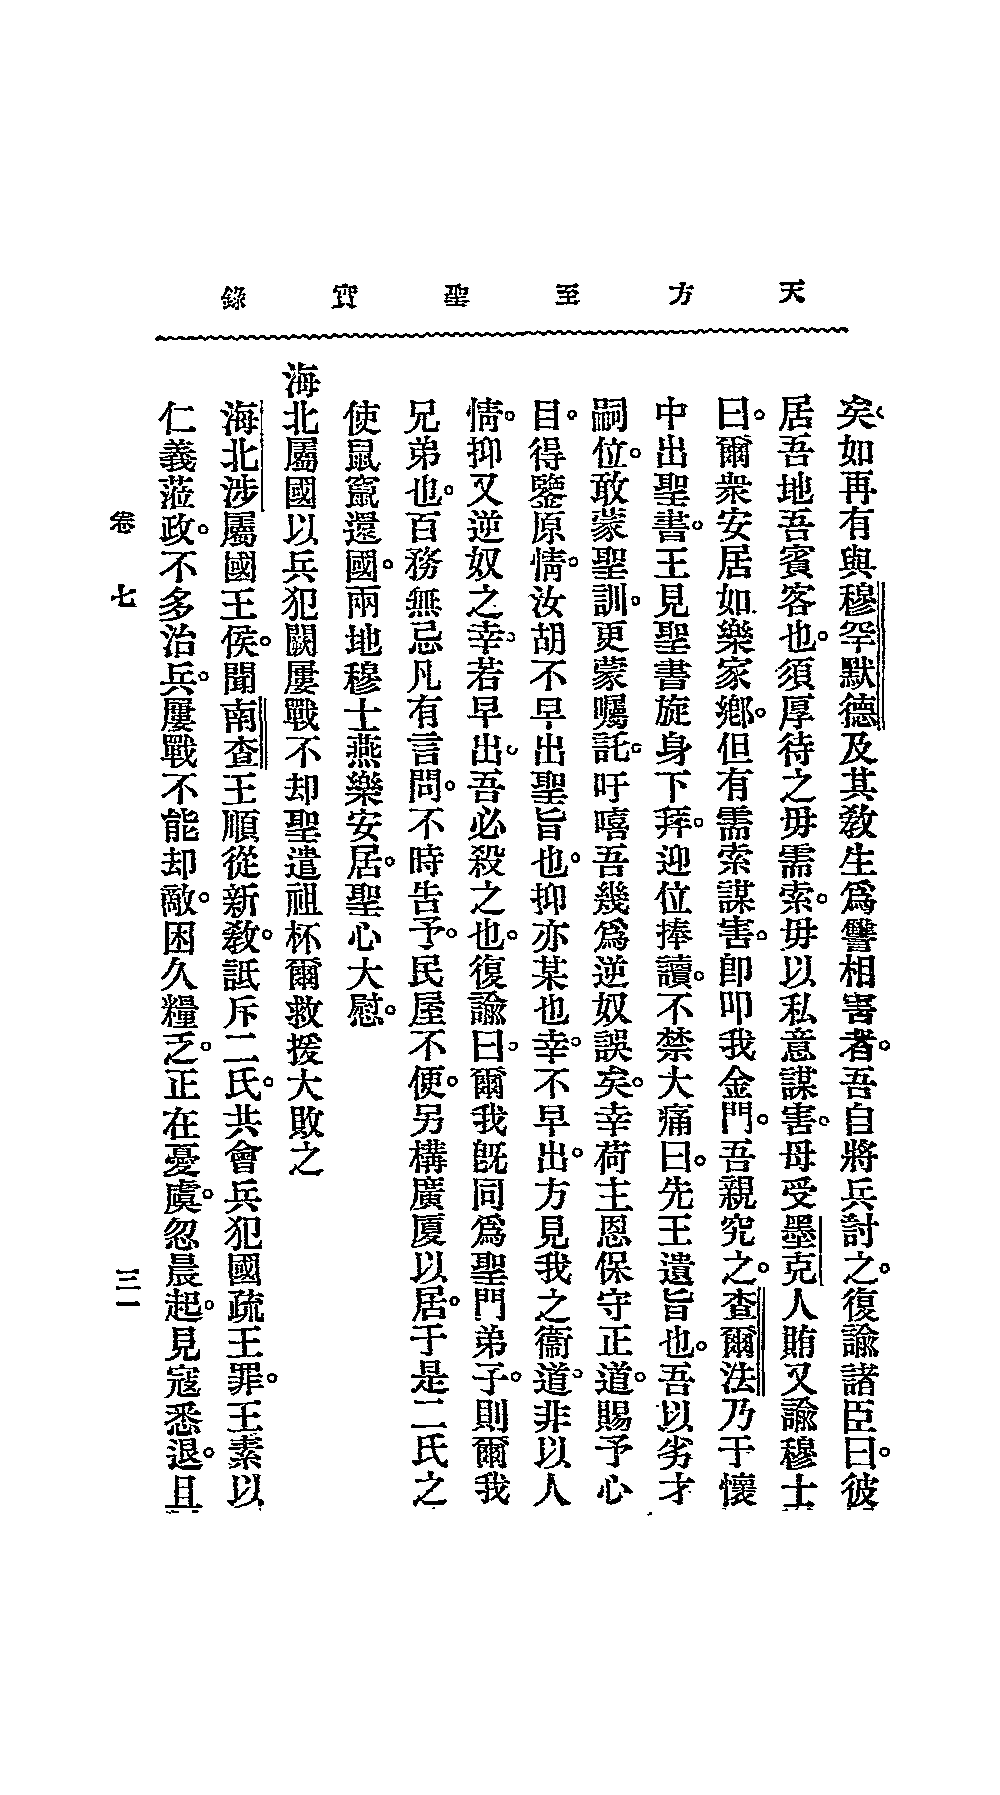 天方至聖寶錄
矣。如再有與穆罕默德及其敎生爲讐相害者。吾自將兵討之。復諭諸臣曰。彼
居吾地吾賓客也。須厚待之毋需索。毋以私意謀害。母受墨克人賄又諭穆士
曰。爾衆安居如樂家鄉。但有需索謀害。卽叩我金門。吾親究之。查爾法乃于懷
中出聖書。王見聖書旋身下拜。迎位捧讀。不禁大痛曰。先王遺旨也。吾以劣才
嗣位。敢蒙聖訓。更蒙囑託。吁嘻吾幾爲逆奴誤矣。幸荷主恩保守正道。賜予心
目。得鑒原情。汝胡不早出聖旨也。抑亦某也幸。不早出。方見我之衞道。非以人
情。抑又逆奴之幸。若早出。吾必殺之也。復諭曰。爾我旣同爲聖門弟子。則爾我
兄弟也。百務無忌凡有言問。不時告予。民屋不便。另構廣厦以居。于是二氏之
使鼠竄還國。兩地穆士燕樂安居。聖心大慰。
海北屬國以兵犯闕屢戰不却聖遣祖杯爾救援大敗之
海北涉屬國王侯。聞南查王順從新敎。詆斥二氏。共會兵犯國疏王罪。王素以
仁義蒞政。不多治兵。屢戰不能却敵。困久糧乏。正在憂虞。忽晨起。見寇悉退。且
卷七
三一